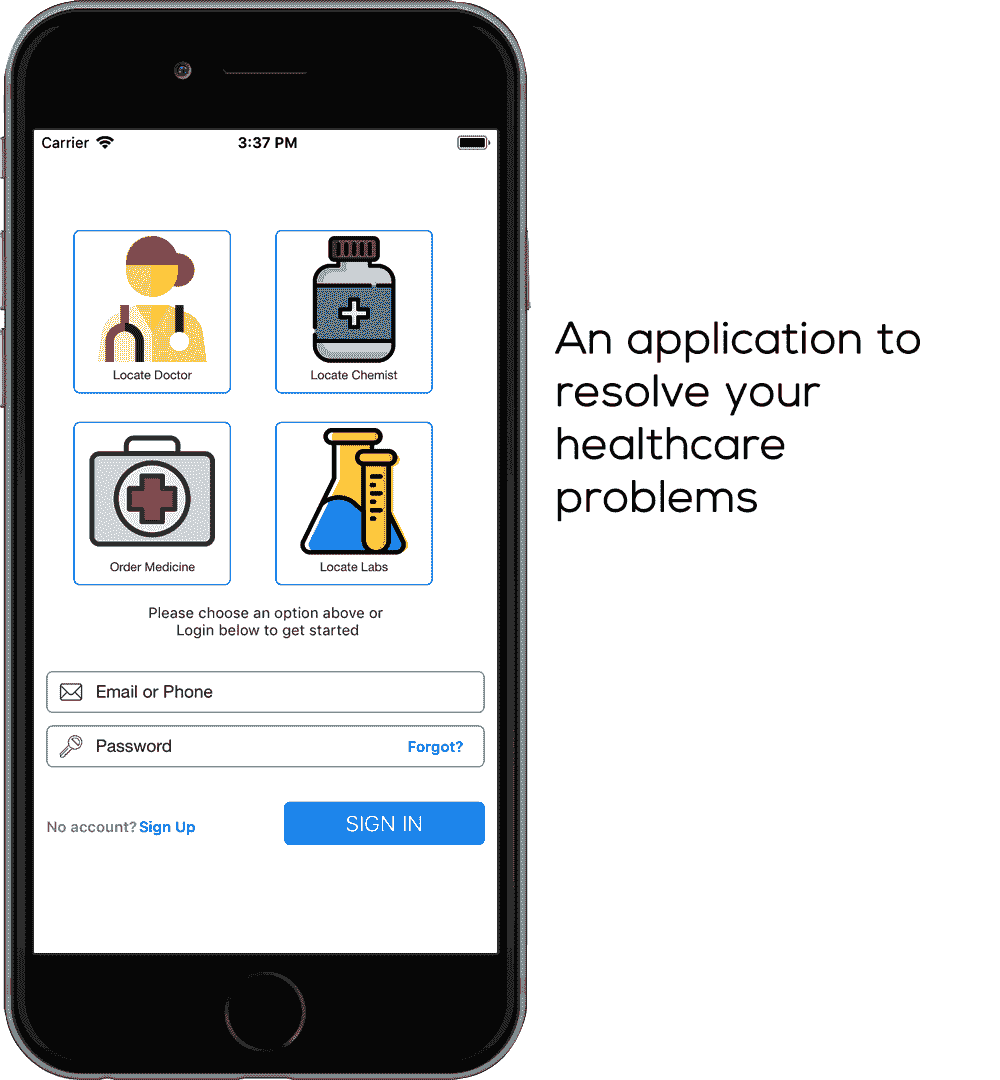 Carrier 3:37 PM
Locate Doctor
Locate Chemist
Order Medicine
Locate Labs
Please choose an option above or
Login below to get started
Email or Phone
Password Forgot?
No account? Sign Up
SIGN IN
An application to
resolve your
healthcare
problems